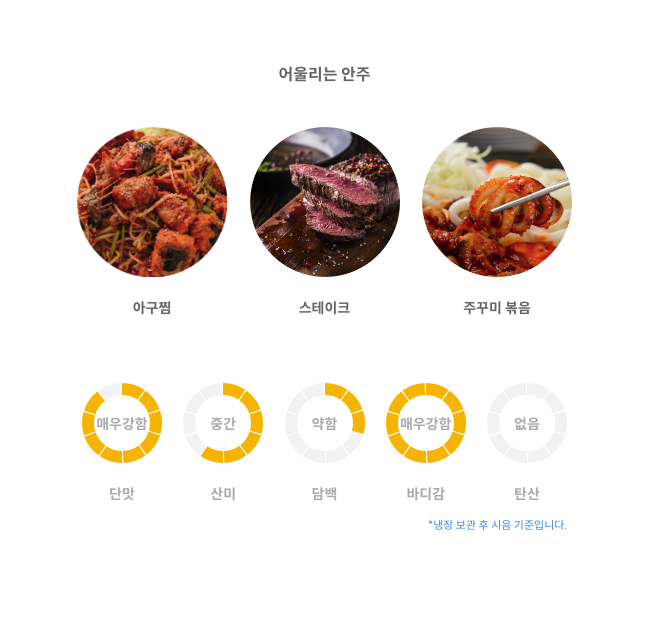 어울리는 안주
아구찜
스테이크
주꾸미 볶음
매우강함
중간
약함
매우강함
없음
단맛
산미
담백
바디감
탄산
*냉장 보관 후 시음 기준입니다.